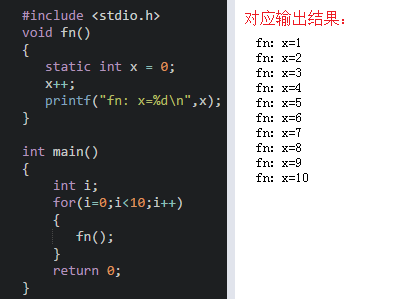 #include <stdio.h>
void fn()
{
static int x = 0;
x++;
printf("fn: x=%d\n",x);
}
int main()
{
int i;
for(i=0;i<10;i++)
{
fn();
}
return 0;
}
对应输出结果：
fn: x=1
fn: x=2
fn: x=3
fn: x=4
fn: x=5
fn: x=6
fn: x=7
fn: x=8
fn: x=9
fn: x=10